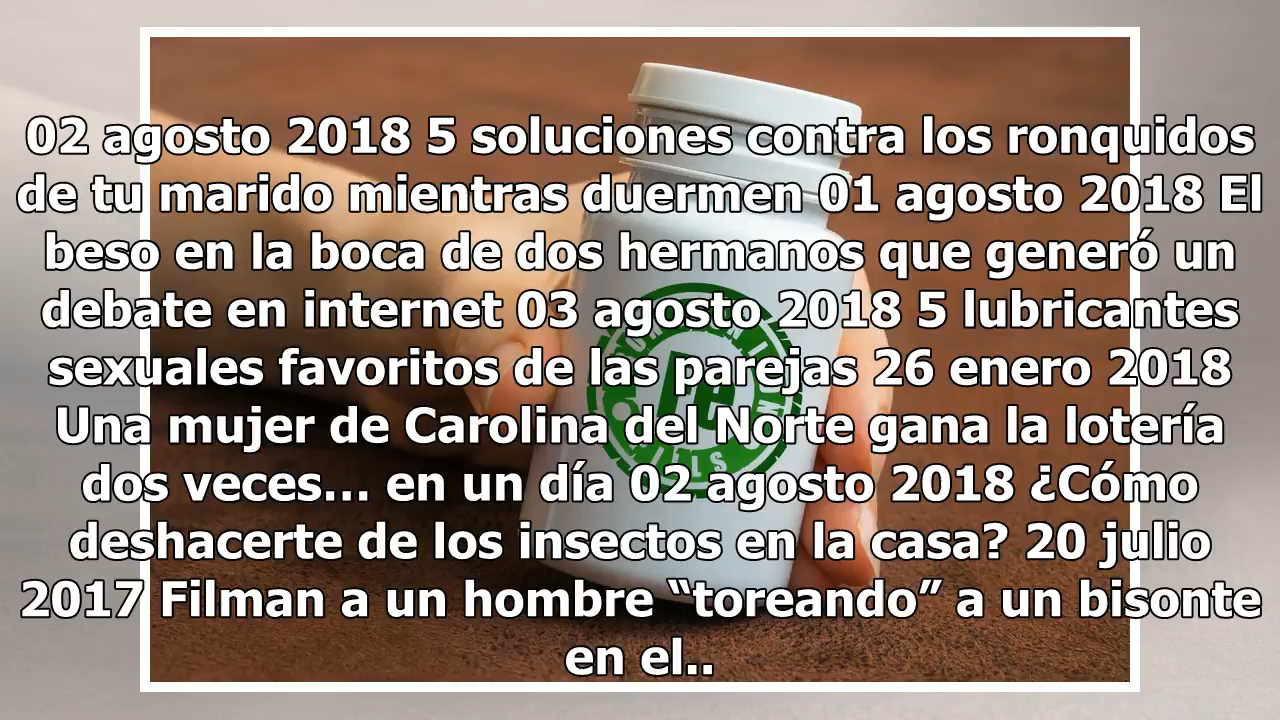 02 agosto 2018 5 soluciones contra los ronquidos
de tu marido mientras duermen 01 agosto 2018 El
beso en la boca de dos hermanos que generó un
debate en internet 03 agosto 2018 5 lubricantes
sexuales favoritos de las parejas 26 enero 2018
Una mujer de Carolina del Norte gana la lotería
dos veces... en un día 02 agosto 2018 ¿Cómo
deshacerte de los insectos en la casa? 20 julio
2017 Filman a un hombre “toreando” a un bisonte
en el..